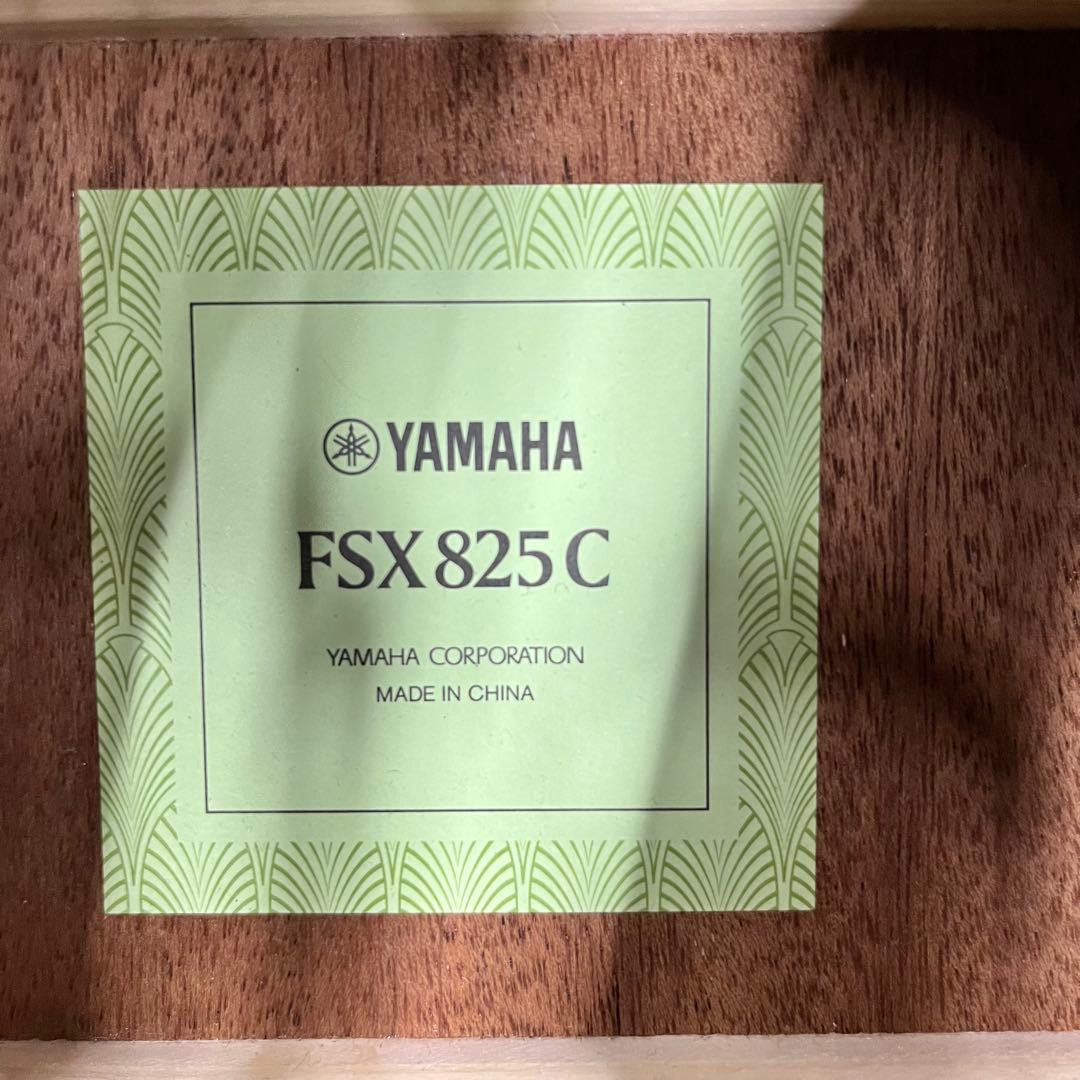 YAMAHA
FSX825C
YAMAHA CORPORATION
MADE IN CHINA